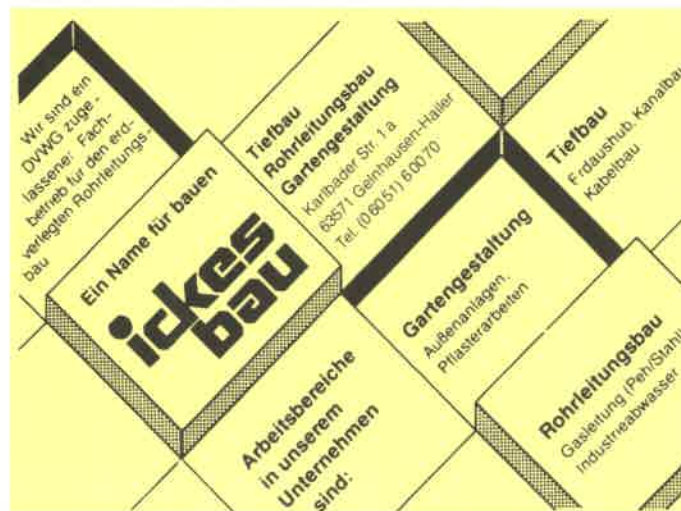 Wir sind ein
DVWG zuge-
lassener Fach-
betrieb für den erd-
verlegten Rohrleitungs-
bau
Ein Name für bauen
ickes
bau
Tiefbau
Rohrleitungsbau
Gartengestaltung
Karlbader Str. 1 a
63571 Gelnhausen-Hailer
Tel. (0 60 51) 6 00 70
Arbeitsbereiche
in unserem
Unternehmen
sind:
Gartengestaltung
Außenanlagen,
Pflasterarbeiten
Tiefbau
Erdaushub, Kanalbau
Kabelbau
Rohrleitungsbau
Gasleitung (Peh/Stahl)
Industrieabwasser